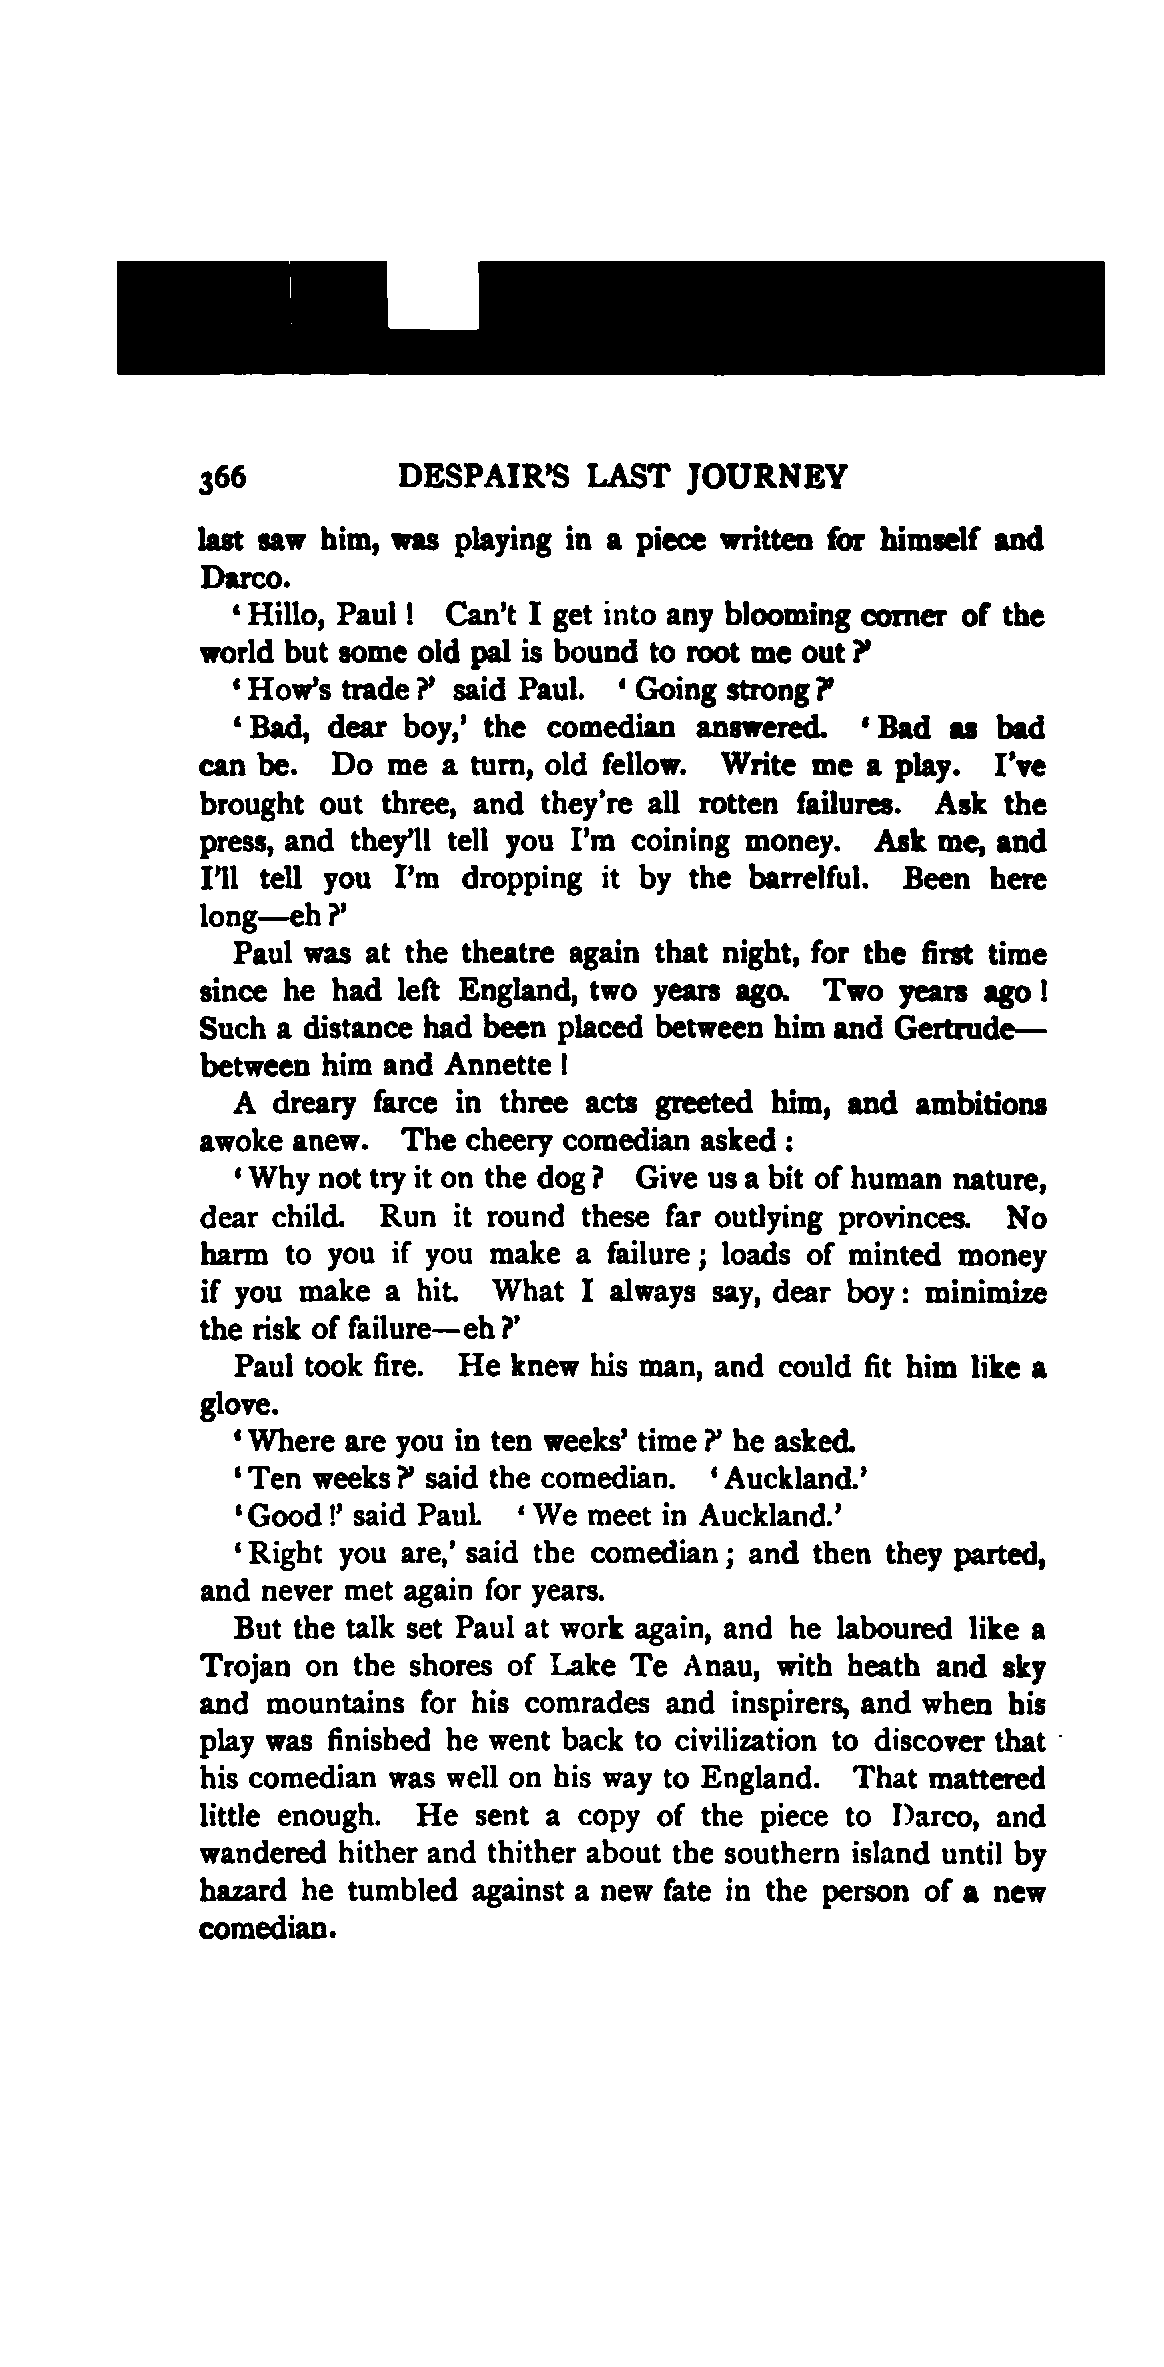 366 DESPAIR'S LAST JOURNEY
last saw him, was playing in a piece written for himself and
Darco.
‘Hillo, Paul! Can't I get into any blooming corner of the
world but some old pal is bound to root me out?’
‘How's trade?’ said Paul. ‘Going strong?’
‘Bad, dear boy,’ the comedian answered. ‘Bad as bad
can be. Do me a turn, old fellow. Write me a play. I've
brought out three, and they're all rotten failures. Ask the
press, and they'll tell you I'm coining money. Ask me, and
I'll tell you I'm dropping it by the barrelful. Been here
long—eh?’
Paul was at the theatre again that night, for the first time
since he had left England, two years ago. Two years ago!
Such a distance had been placed between him and Gertrude—
between him and Annette!
A dreary farce in three acts greeted him, and ambitions
awoke anew. The cheery comedian asked:
‘Why not try it on the dog? Give us a bit of human nature,
dear child. Run it round these far outlying provinces. No
harm to you if you make a failure; loads of minted money
if you make a hit. What I always say, dear boy: minimize
the risk of failure—eh?’
Paul took fire. He knew his man, and could fit him like a
glove.
‘Where are you in ten weeks' time?’ he asked.
‘Ten weeks?’ said the comedian. ‘Auckland.’
‘Good!’ said Paul. ‘We meet in Auckland.’
‘Right you are,’ said the comedian; and then they parted,
and never met again for years.
But the talk set Paul at work again, and he laboured like a
Trojan on the shores of Lake Te Anau, with heath and sky
and mountains for his comrades and inspirers, and when his
play was finished he went back to civilization to discover that
his comedian was well on his way to England. That mattered
little enough. He sent a copy of the piece to Darco, and
wandered hither and thither about the southern island until by
hazard he tumbled against a new fate in the person of a new
comedian.